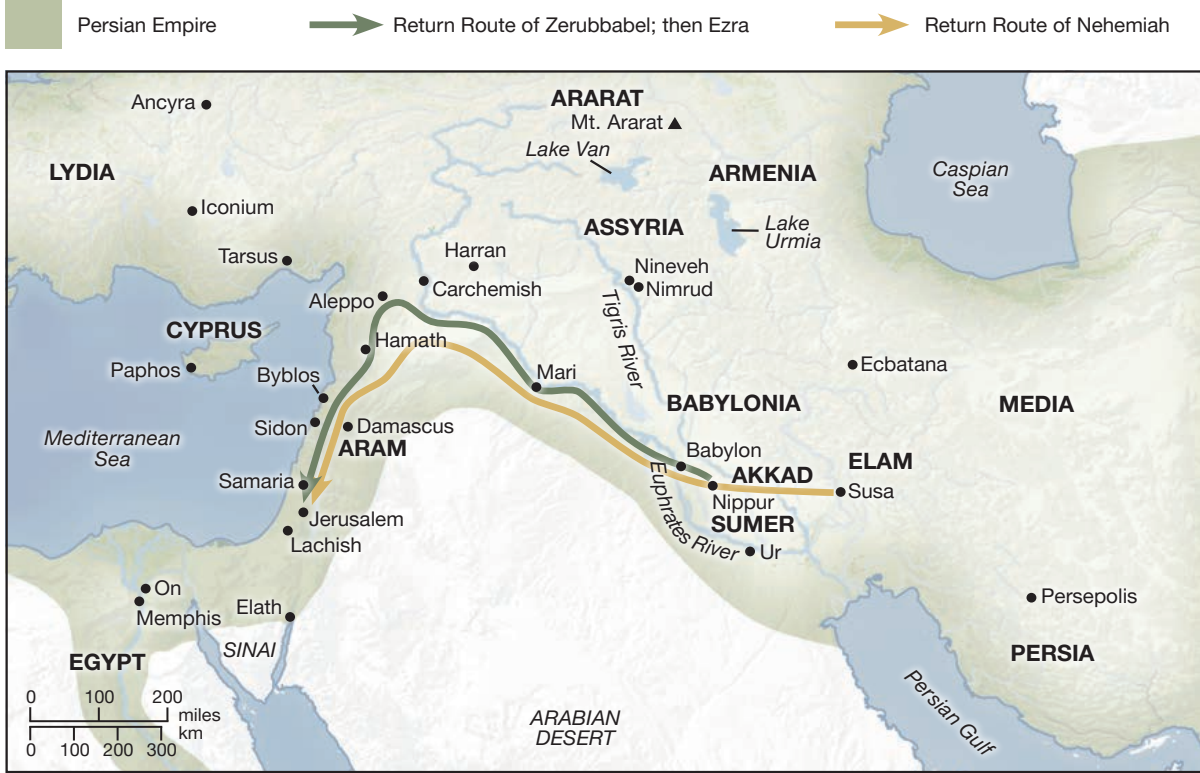 Persian Empire
Return Route of Zerubbabel; then Ezra
Return Route of Nehemiah
Ancyra
ARARAT
Mt. Ararat
Lake Van
LYDIA
ARMENIA
Caspian
Sea
Iconium
ASSYRIA
Lake
Urmia
Tarsus
Harran
Nineveh
Carchemish
Nimrud
Aleppo
Tigris River
CYPRUS
Hamath
Paphos
Byblos
Mari
Ecbatana
BABYLONIA
MEDIA
Sidon
Damascus
Mediterranean
Sea
ARAM
Babylon
ELAM
AKKAD
Samaria
Susa
Nippur
Euphrates River
Jerusalem
SUMER
Lachish
Ur
On
Memphis
Elath
Persepolis
SINAI
EGYPT
PERSIA
0 100 200
miles
km
0 100 200 300
ARABIAN
DESERT
Persian Gulf